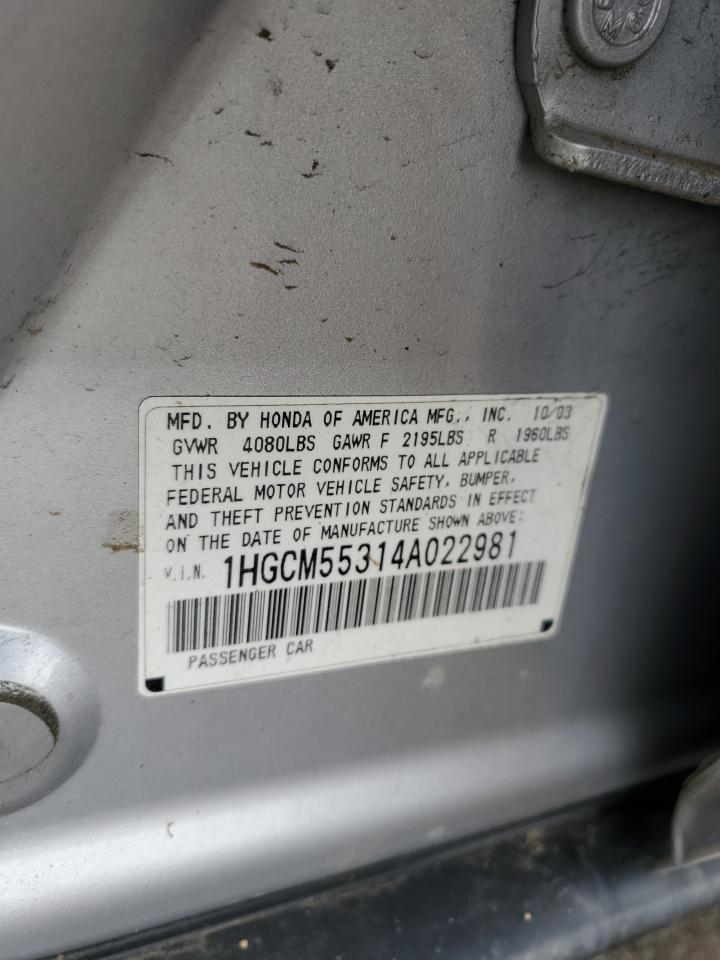 MFD. BY HONDA OF AMERICA MFG., INC. 10/03
GVWR 4080LBS GAWR F 2195LBS R 1960LBS
THIS VEHICLE CONFORMS TO ALL APPLICABLE
FEDERAL MOTOR VEHICLE SAFETY, BUMPER,
AND THEFT PREVENTION STANDARDS IN EFFECT
ON THE DATE OF MANUFACTURE SHOWN ABOVE:
V.I.N. 1HGCM55314A022981
PASSENGER CAR